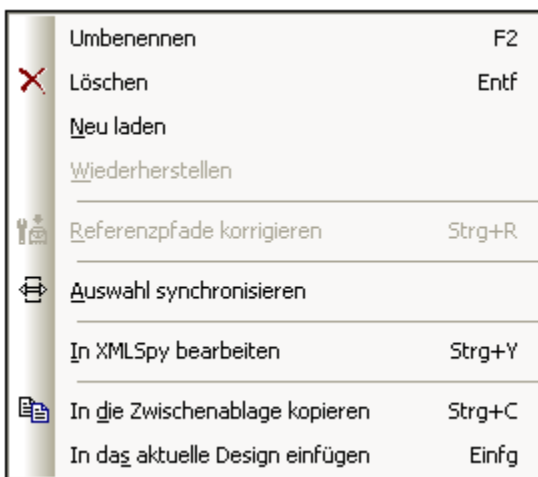 Umbenennen F2
Löschen Entf
Neu laden
Wiederherstellen
Referenzpfade korrigieren Strg+R
Auswahl synchronisieren
In XMLSpy bearbeiten Strg+Y
In die Zwischenablage kopieren Strg+C
In das aktuelle Design einfügen Einfg